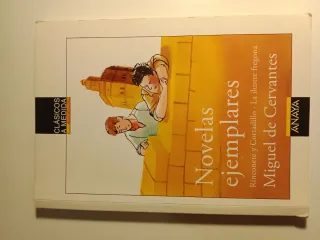 CLÁSICOS
A MEDIDA
Novelas
ejemplares
Rinconete y Cortadillo · La ilustre fregona
Miguel de Cervantes
ANAYA